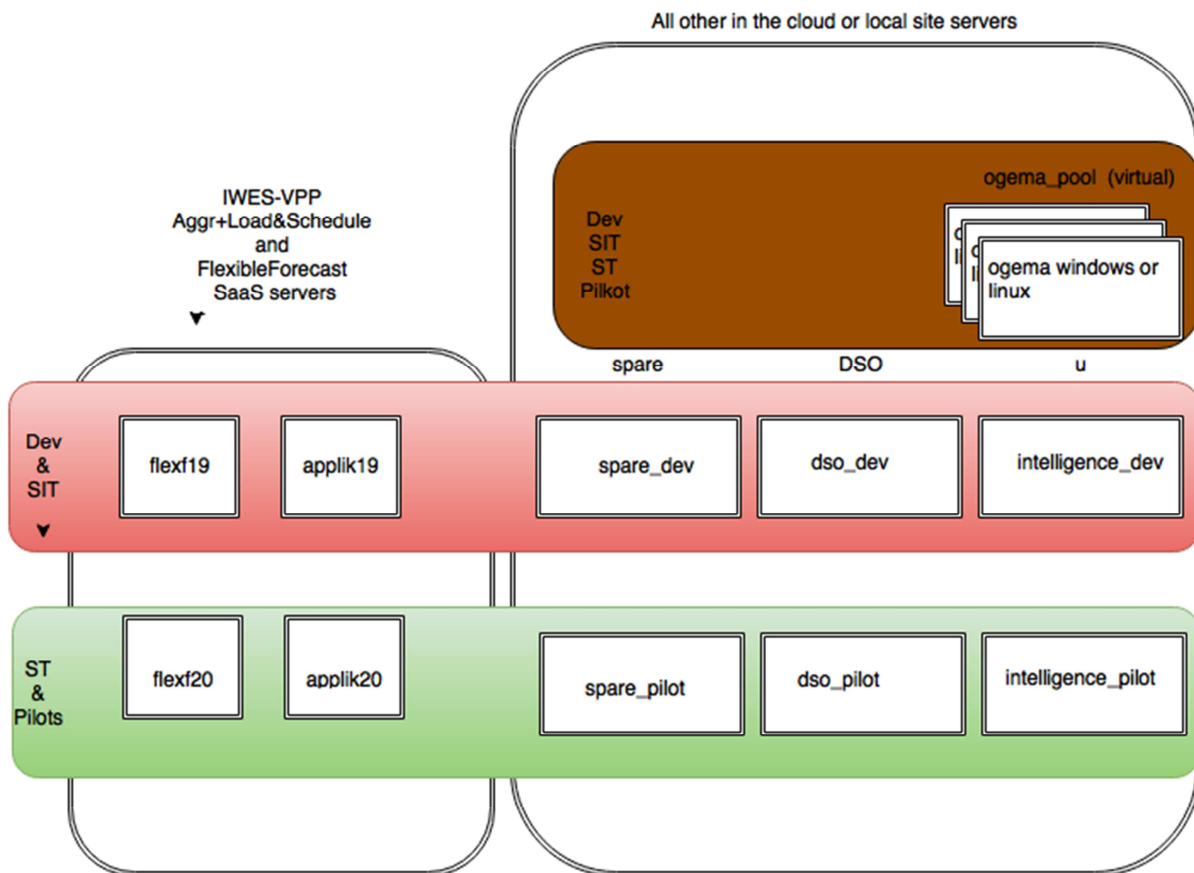 All other in the cloud or local site servers
IWES-VPP
Aggr+Load&Schedule
and
FlexibleForecast
SaaS servers
ogema_pool (virtual)
Dev
SIT
ST
Pilkot
ogema windows or
linux
spare DSO u
Dev
&
SIT
flexf19 applik19 spare_dev dso_dev intelligence_dev
ST
&
Pilots
flexf20 applik20 spare_pilot dso_pilot intelligence_pilot